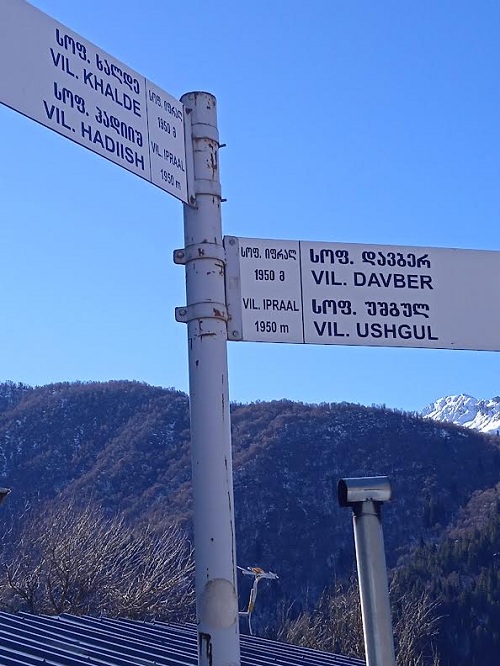 სოფ. ხალდე
VIL. KHALDE
სოფ. ჰადიიშ
VIL. HADIISH
სოფ. იფრალ
1950 მ
VIL. IPRAAL
1950 m
სოფ. იფრალ
1950 მ
VIL. IPRAAL
1950 m
სოფ. დავბერ
VIL. DAVBER
სოფ. უშგულ
VIL. USHGUL